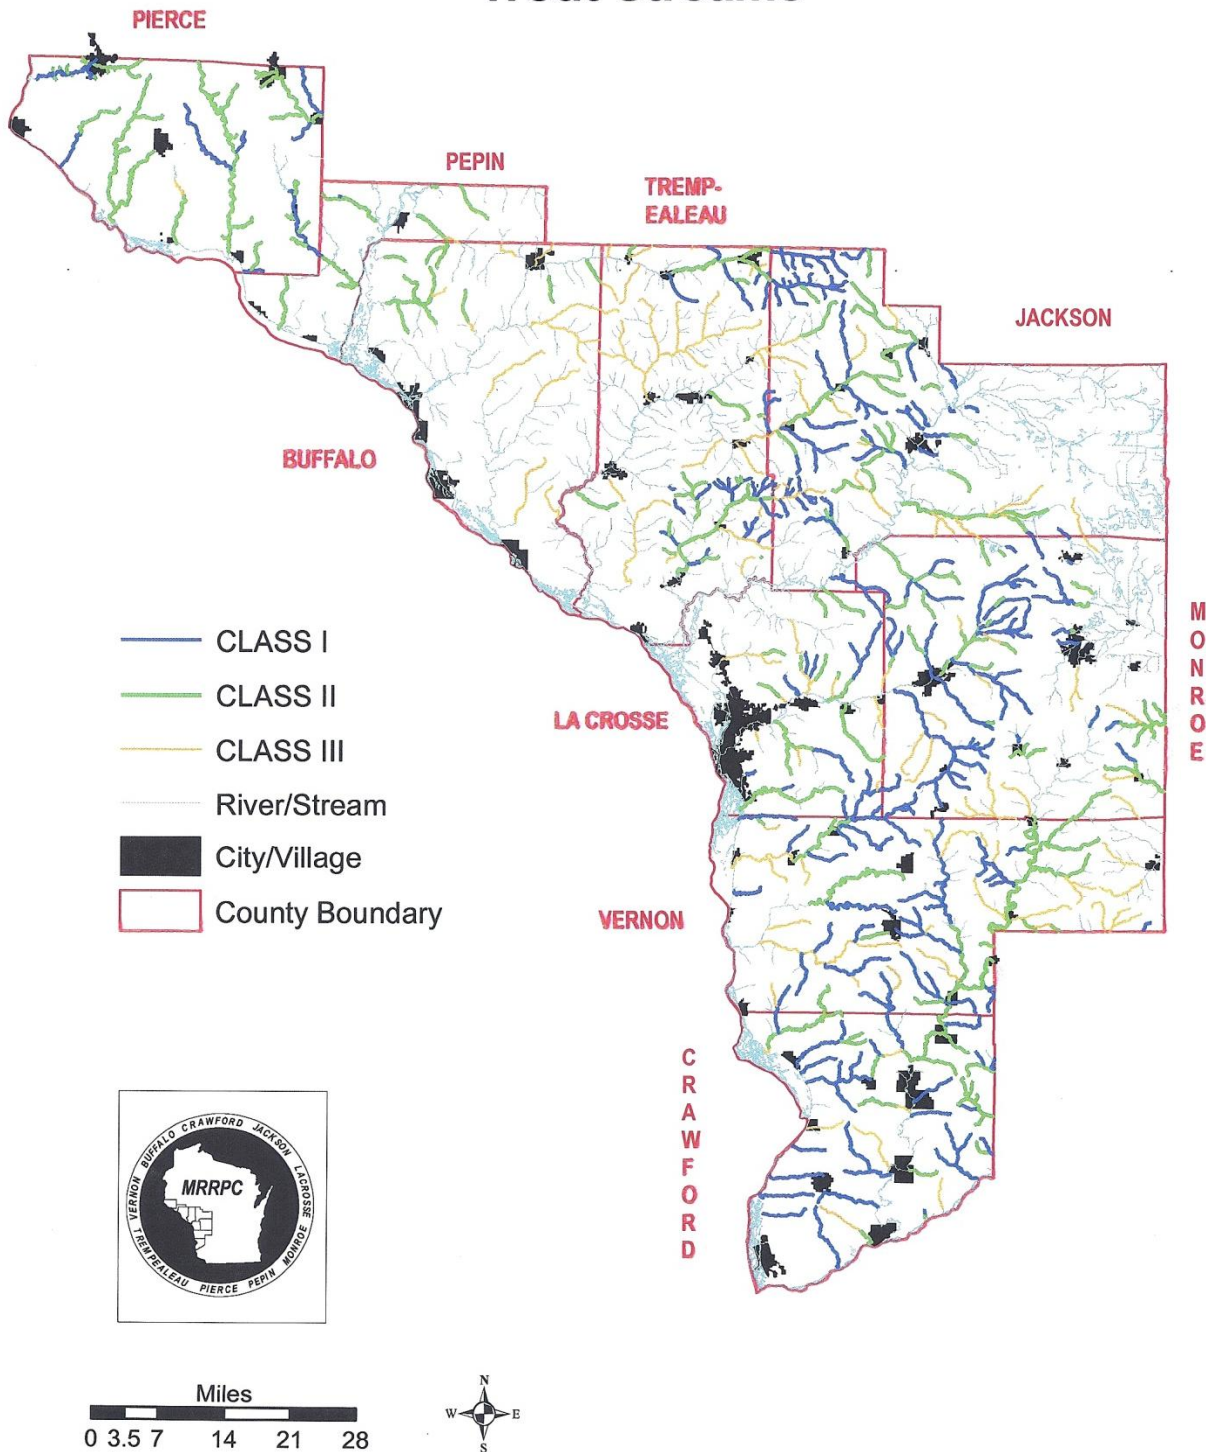 PIERCE
PEPIN
TREMP-
EALEAU
JACKSON
BUFFALO
MONROE
LA CROSSE
VERNON
CRAWFORD
CLASS I
CLASS II
CLASS III
River/Stream
City/Village
County Boundary
VERNON BUFFALO CRAWFORD JACKSON LACROSSE
MRRPC
TREMPEALEAU PIERCE PEPIN MONROE
Miles
0 3.5 7 14 21 28
N
W E
S